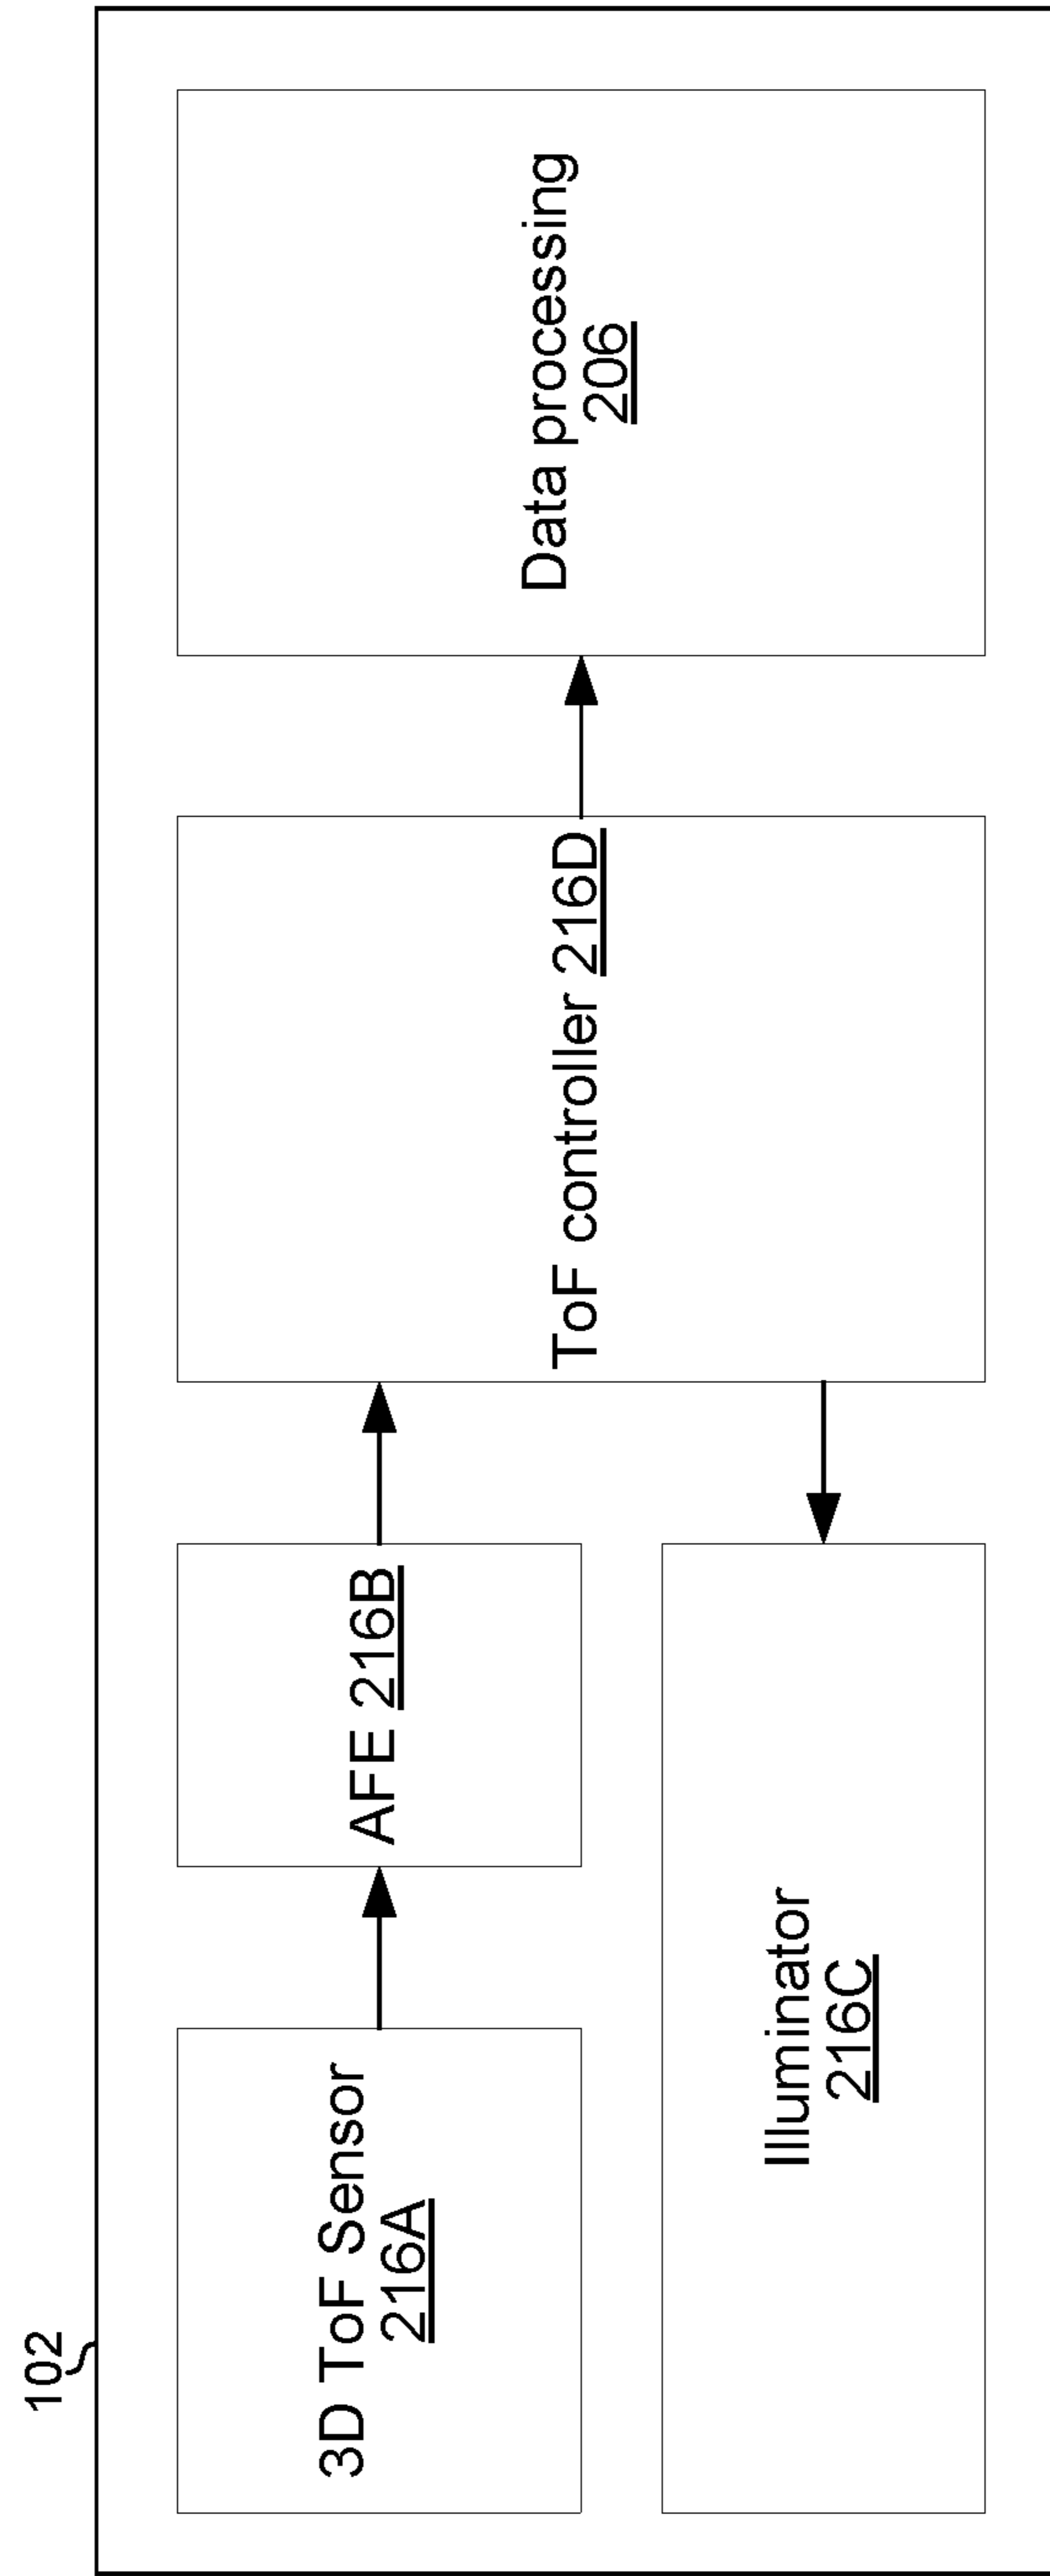 102
3D ToF Sensor
216A
AFE 216B
ToF controller 216D
Data processing
206
Illuminator
216C